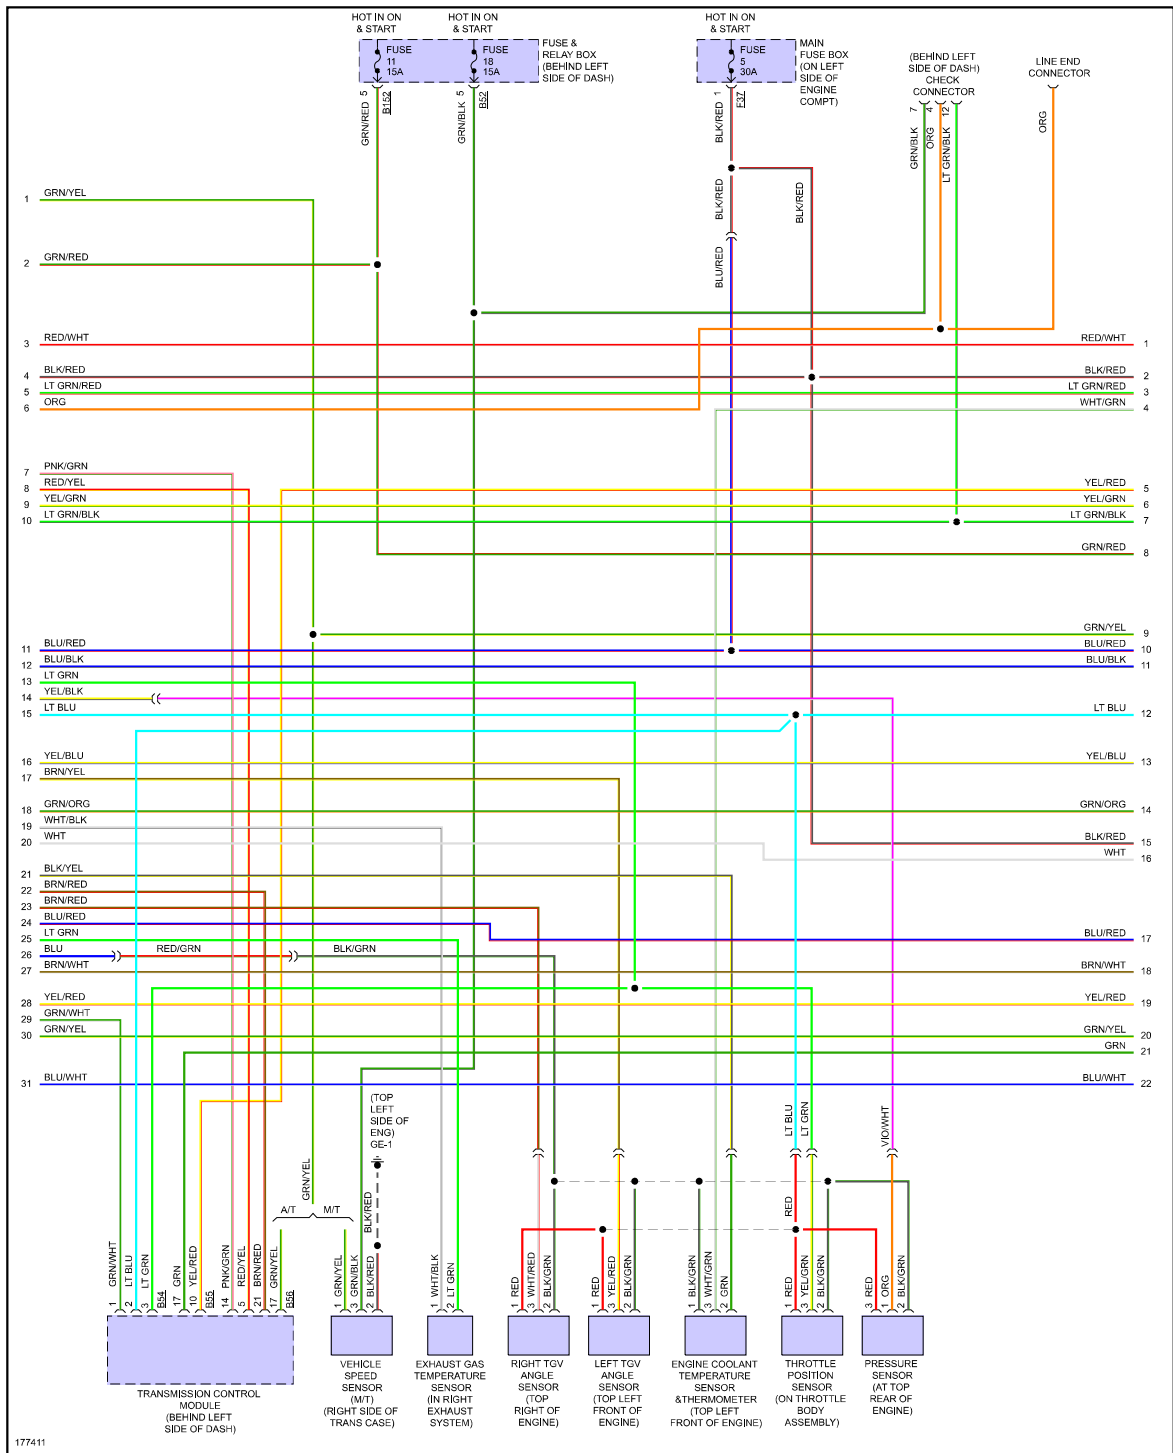 HOT IN ON
& START
HOT IN ON
& START
HOT IN ON
& START
FUSE
11
15A
FUSE
18
15A
FUSE &
RELAY BOX
(BEHIND LEFT
SIDE OF DASH)
FUSE
5
30A
MAIN
FUSE BOX
(ON LEFT
SIDE OF
ENGINE
COMPT)
(BEHIND LEFT
SIDE OF DASH)
CHECK
CONNECTOR
LINE END
CONNECTOR
5
B152
GRN/RED
5
B52
GRN/BLK
1
F37
BLK/RED
7
GRN/BLK
4
ORG
12
LT GRN/BLK
ORG
BLK/RED
BLK/RED
BLU/RED
1 GRN/YEL
2 GRN/RED
3 RED/WHT
RED/WHT 1
4 BLK/RED
BLK/RED 2
5 LT GRN/RED
LT GRN/RED 3
6 ORG
WHT/GRN 4
7 PNK/GRN
8 RED/YEL
YEL/RED 5
9 YEL/GRN
YEL/GRN 6
10 LT GRN/BLK
LT GRN/BLK 7
GRN/RED 8
GRN/YEL 9
11 BLU/RED
BLU/RED 10
12 BLU/BLK
BLU/BLK 11
13 LT GRN
14 YEL/BLK
15 LT BLU
LT BLU 12
16 YEL/BLU
YEL/BLU 13
17 BRN/YEL
18 GRN/ORG
GRN/ORG 14
19 WHT/BLK
20 WHT
BLK/RED 15
WHT 16
21 BLK/YEL
22 BRN/RED
23 BRN/RED
24 BLU/RED
BLU/RED 17
25 LT GRN
26 BLU
RED/GRN
BLK/GRN
27 BRN/WHT
BRN/WHT 18
28 YEL/RED
YEL/RED 19
29 GRN/WHT
30 GRN/YEL
GRN/YEL 20
GRN 21
31 BLU/WHT
BLU/WHT 22
(TOP
LEFT
SIDE OF
ENG)
GE-1
LT BLU
LT GRN
VIO/WHT
GRN/YEL
A/T
M/T
BLK/RED
RED
1 GRN/WHT
2 LT BLU
3 LT GRN
B54
17 GRN
10 YEL/RED
B55
14 PNK/GRN
5 RED/YEL
21 BRN/RED
17 GRN/YEL
B56
1 GRN/YEL
3 GRN/BLK
2 BLK/RED
1 WHT/BLK
2 LT GRN
1 RED
3 WHT/RED
2 BLK/GRN
1 RED
3 YEL/RED
2 BLK/GRN
1 BLK/GRN
3 WHT/GRN
2 GRN
1 RED
3 YEL/GRN
2 BLK/GRN
3 RED
1 ORG
2 BLK/GRN
TRANSMISSION CONTROL
MODULE
(BEHIND LEFT
SIDE OF DASH)
VEHICLE
SPEED
SENSOR
(M/T)
(RIGHT SIDE OF
TRANS CASE)
EXHAUST GAS
TEMPERATURE
SENSOR
(IN RIGHT
EXHAUST
SYSTEM)
RIGHT TGV
ANGLE
SENSOR
(TOP
RIGHT OF
ENGINE)
LEFT TGV
ANGLE
SENSOR
(TOP LEFT
FRONT OF
ENGINE)
ENGINE COOLANT
TEMPERATURE
SENSOR
&THERMOMETER
(TOP LEFT
FRONT OF ENGINE)
THROTTLE
POSITION
SENSOR
(ON THROTTLE
BODY
ASSEMBLY)
PRESSURE
SENSOR
(AT TOP
REAR OF
ENGINE)
177411